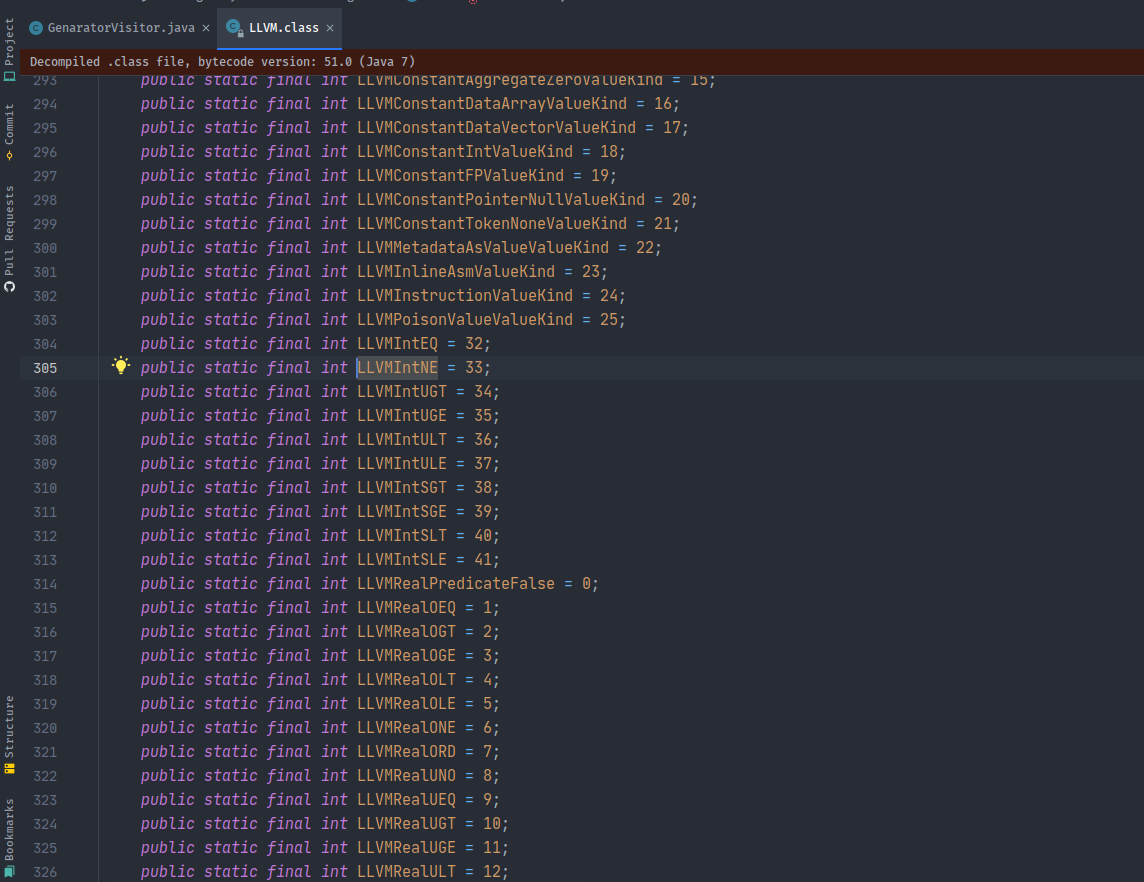 GenaratorVisitor.java
LLVM.class
Decompiled .class file, bytecode version: 51.0 (Java 7)
Project
Commit
Pull Requests
Structure
Bookmarks
293 public static final int LLVMConstantAggregateZeroValueKind = 15;
294 public static final int LLVMConstantDataArrayValueKind = 16;
295 public static final int LLVMConstantDataVectorValueKind = 17;
296 public static final int LLVMConstantIntValueKind = 18;
297 public static final int LLVMConstantFPValueKind = 19;
298 public static final int LLVMConstantPointerNullValueKind = 20;
299 public static final int LLVMConstantTokenNoneValueKind = 21;
300 public static final int LLVMMetadataAsValueValueKind = 22;
301 public static final int LLVMInlineAsmValueKind = 23;
302 public static final int LLVMInstructionValueKind = 24;
303 public static final int LLVMPoisonValueValueKind = 25;
304 public static final int LLVMIntEQ = 32;
305 public static final int LLVMIntNE = 33;
306 public static final int LLVMIntUGT = 34;
307 public static final int LLVMIntUGE = 35;
308 public static final int LLVMIntULT = 36;
309 public static final int LLVMIntULE = 37;
310 public static final int LLVMIntSGT = 38;
311 public static final int LLVMIntSGE = 39;
312 public static final int LLVMIntSLT = 40;
313 public static final int LLVMIntSLE = 41;
314 public static final int LLVMRealPredicateFalse = 0;
315 public static final int LLVMRealOEQ = 1;
316 public static final int LLVMRealOGT = 2;
317 public static final int LLVMRealOGE = 3;
318 public static final int LLVMRealOLT = 4;
319 public static final int LLVMRealOLE = 5;
320 public static final int LLVMRealONE = 6;
321 public static final int LLVMRealORD = 7;
322 public static final int LLVMRealUNO = 8;
323 public static final int LLVMRealUEQ = 9;
324 public static final int LLVMRealUGT = 10;
325 public static final int LLVMRealUGE = 11;
326 public static final int LLVMRealULT = 12;